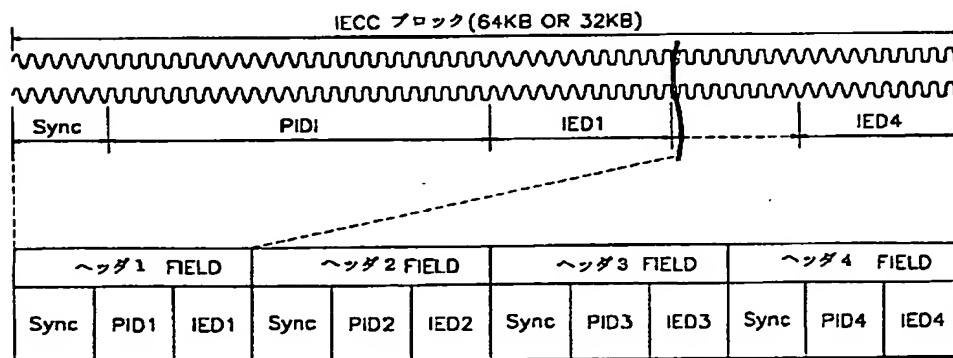 IECC ブロック(64KB OR 32KB)
Sync PIDI IED1 IED4
ヘッダ1 FIELD ヘッダ2 FIELD ヘッダ3 FIELD ヘッダ4 FIELD
Sync PID1 IED1 Sync PID2 IED2 Sync PID3 IED3 Sync PID4 IED4